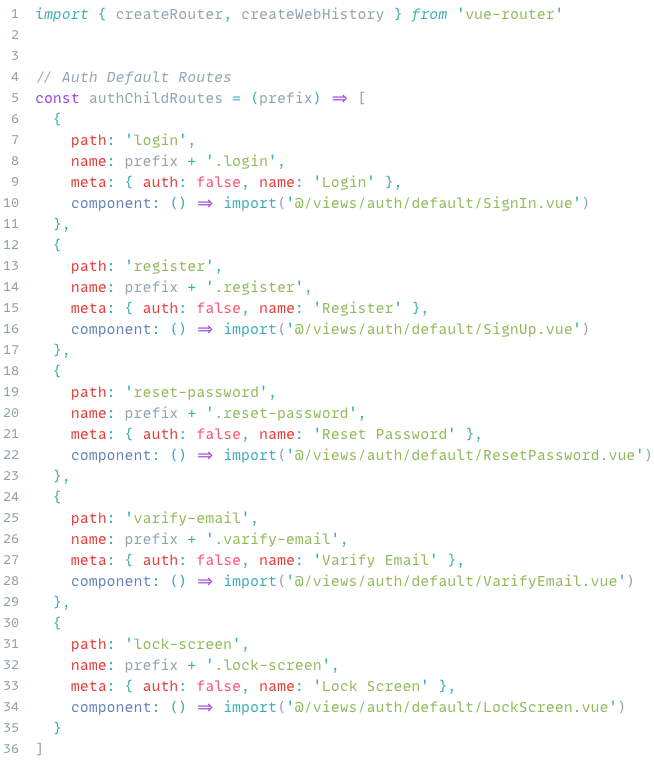 1 import { createRouter, createWebHistory } from 'vue-router'
2
3
4 // Auth Default Routes
5 const authChildRoutes = (prefix) => [
6   {
7     path: 'login',
8     name: prefix + '.login',
9     meta: { auth: false, name: 'Login' },
10     component: () => import('@/views/auth/default/SignIn.vue')
11   },
12   {
13     path: 'register',
14     name: prefix + '.register',
15     meta: { auth: false, name: 'Register' },
16     component: () => import('@/views/auth/default/SignUp.vue')
17   },
18   {
19     path: 'reset-password',
20     name: prefix + '.reset-password',
21     meta: { auth: false, name: 'Reset Password' },
22     component: () => import('@/views/auth/default/ResetPassword.vue')
23   },
24   {
25     path: 'varify-email',
26     name: prefix + '.varify-email',
27     meta: { auth: false, name: 'Varify Email' },
28     component: () => import('@/views/auth/default/VarifyEmail.vue')
29   },
30   {
31     path: 'lock-screen',
32     name: prefix + '.lock-screen',
33     meta: { auth: false, name: 'Lock Screen' },
34     component: () => import('@/views/auth/default/LockScreen.vue')
35   }
36 ]